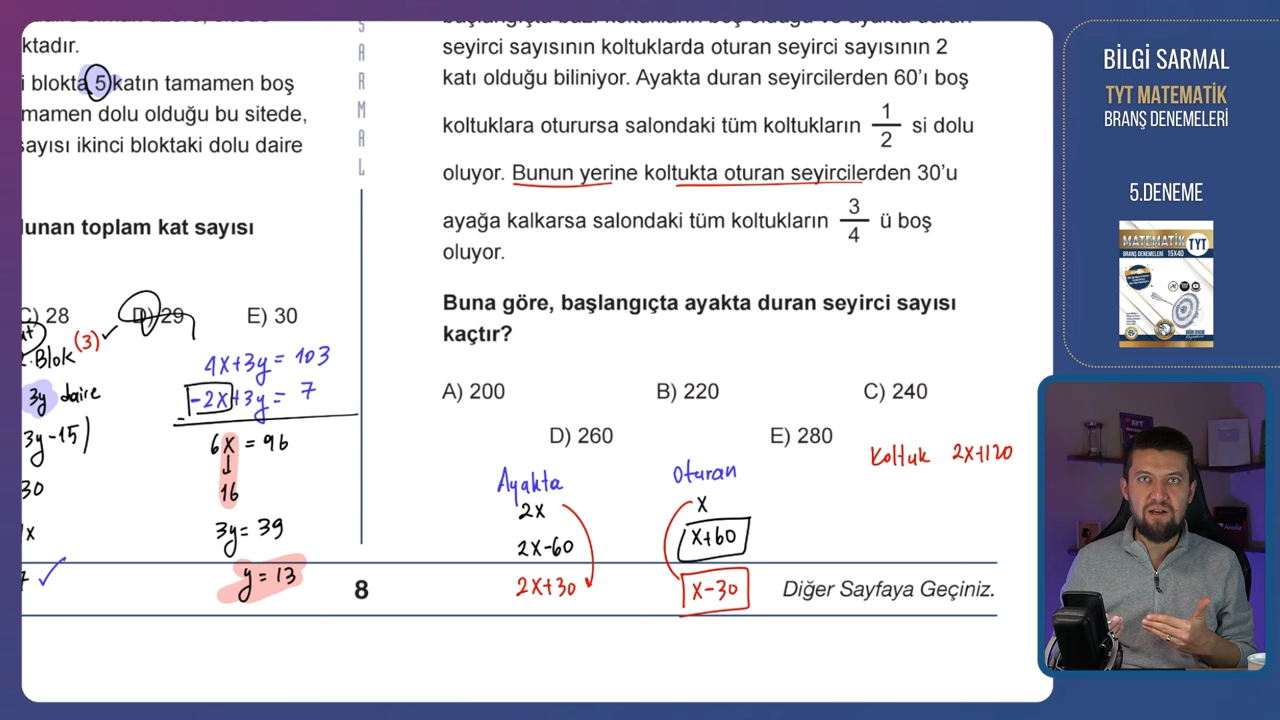 ktadır.
i blokta 5 katın tamamen boş
mamen dolu olduğu bu sitede,
sayısı ikinci bloktaki dolu daire
lunan toplam kat sayısı
C) 28 D) 29 E) 30
Blok (3)
3y daire
3y-15)
30
x
4x+3y = 103
-2x+3y = 7
6x = 96
16
3y = 39
y = 13
S
A
R
M
A
L
8
seyirci sayısının koltuklarda oturan seyirci sayısının 2
katı olduğu biliniyor. Ayakta duran seyircilerden 60'ı boş
koltuklara oturursa salondaki tüm koltukların 1/2 si dolu
oluyor. Bunun yerine koltukta oturan seyircilerden 30'u
ayağa kalkarsa salondaki tüm koltukların 3/4 ü boş
oluyor.
Buna göre, başlangıçta ayakta duran seyirci sayısı
kaçtır?
A) 200 B) 220 C) 240
D) 260 E) 280
Ayakta Oturan Koltuk 2x+120
2x x
2x-60 x+60
2x+30 x-30
Diğer Sayfaya Geçiniz.
BİLGİ SARMAL
TYT MATEMATİK
BRANŞ DENEMELERİ
5.DENEME
MATEMATİK TYT
BRANŞ DENEMELERİ 15X40